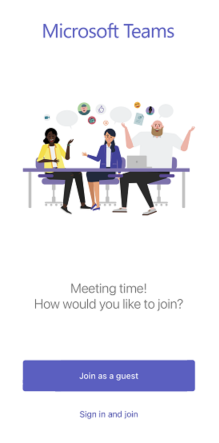 Microsoft Teams
Meeting time!
How would you like to join?
Join as a guest
Sign in and join